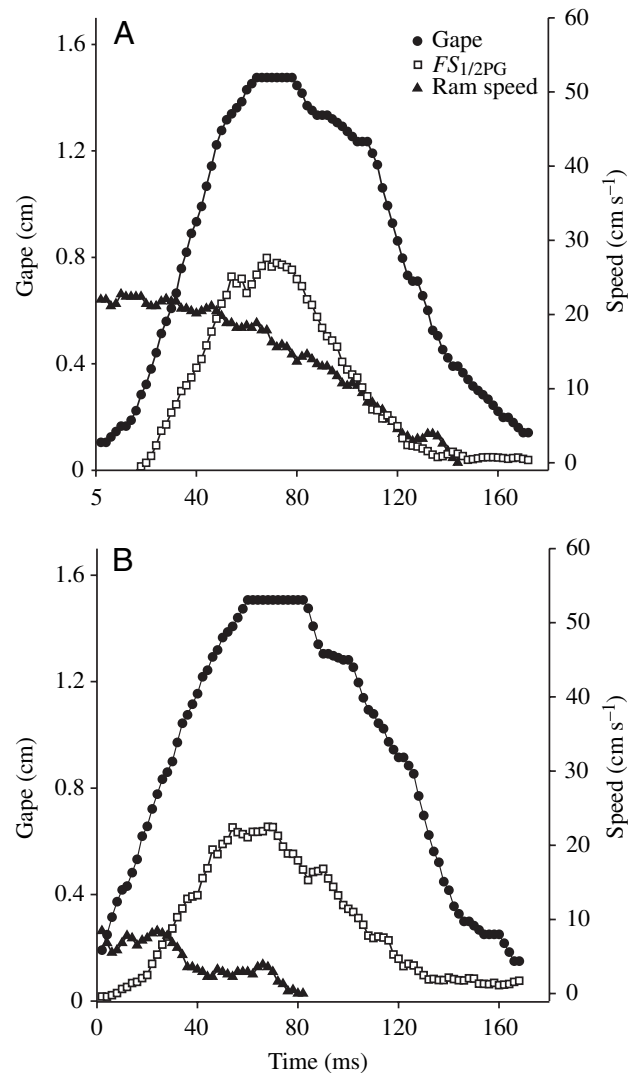 A
● Gape
□ FS1/2PG
▲ Ram speed
1.6
1.2
0.8
0.4
0
Gape (cm)
60
50
40
30
20
10
0
Speed (cm s⁻¹)
5 40 80 120 160
B
1.6
1.2
0.8
0.4
0
Gape (cm)
60
50
40
30
20
10
0
Speed (cm s⁻¹)
0 40 80 120 160
Time (ms)